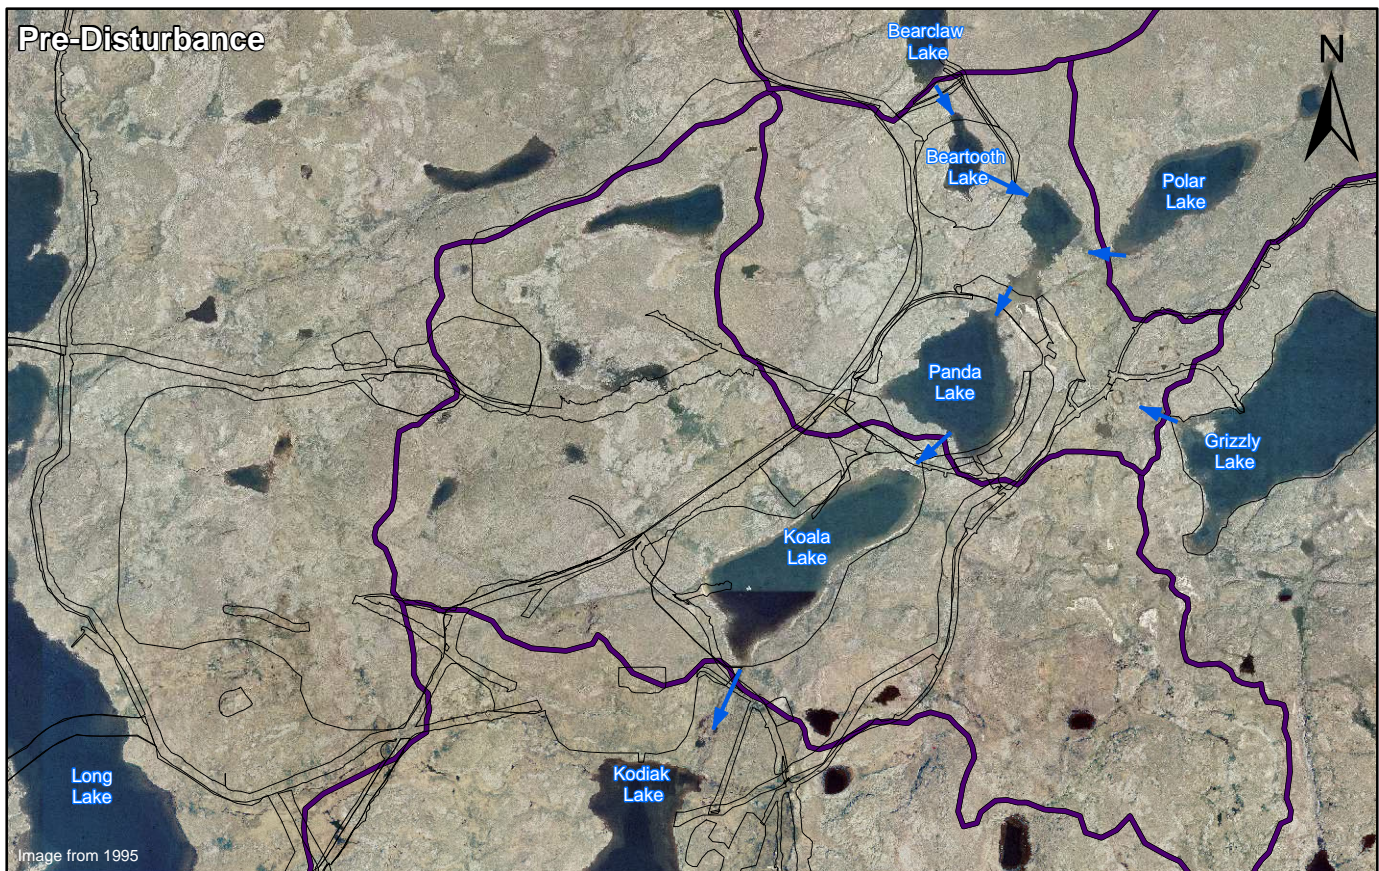 Pre-Disturbance
Bearclaw
Lake
N
Beartooth
Lake
Polar
Lake
Panda
Lake
Grizzly
Lake
Koala
Lake
Long
Lake
Kodiak
Lake
Image from 1995